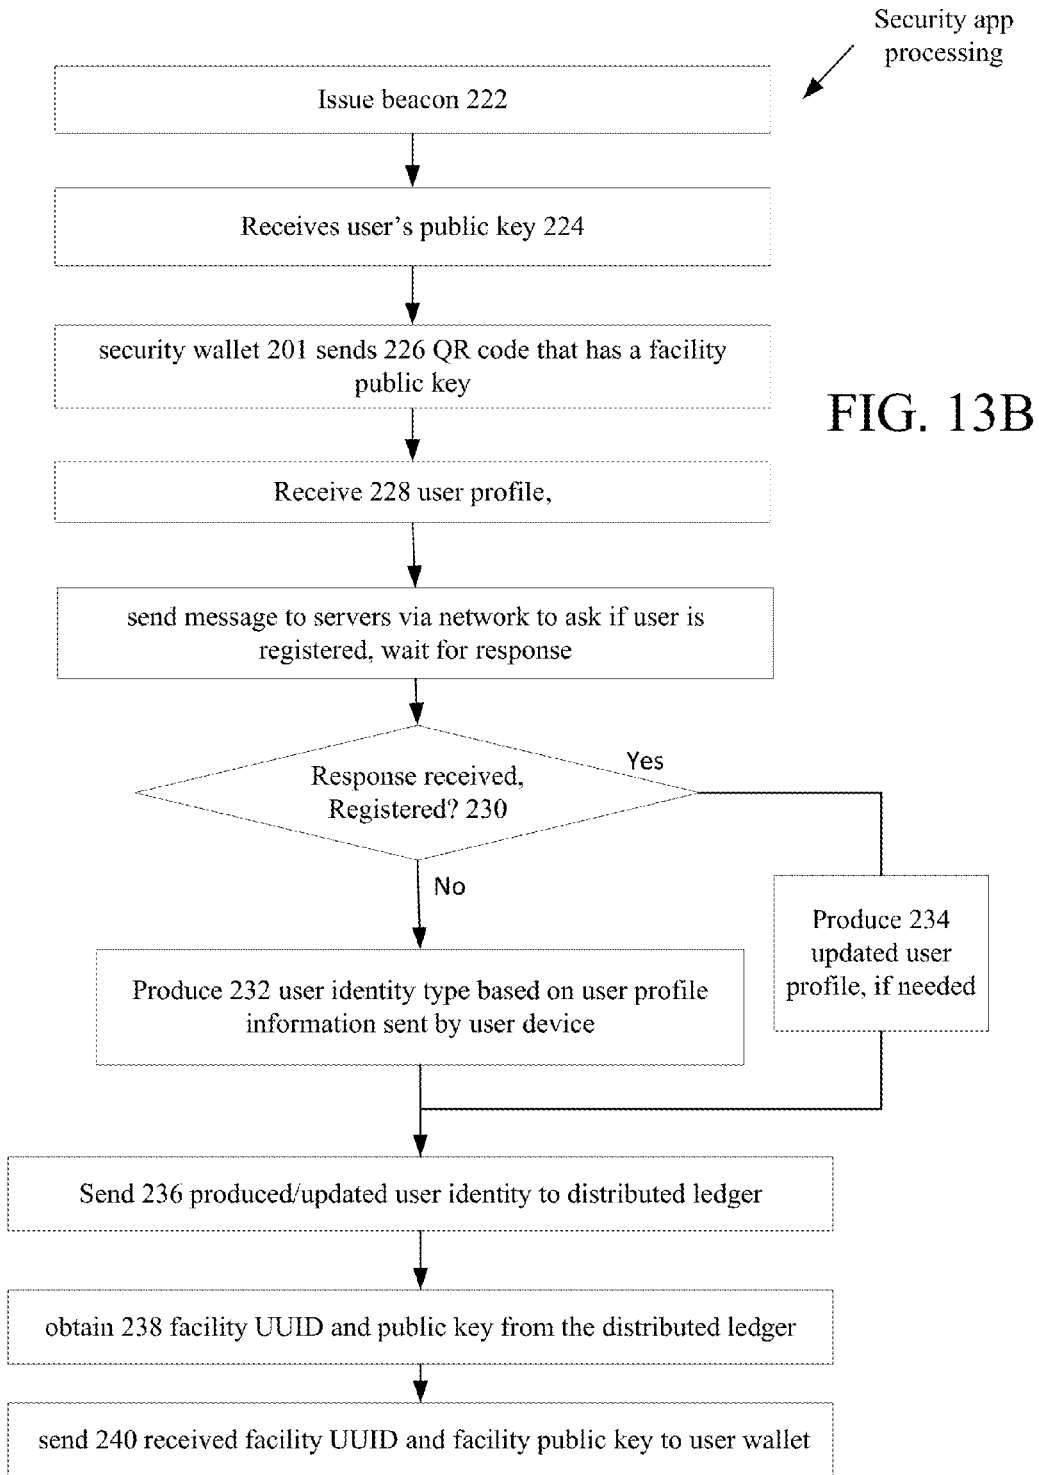 Security app
processing
Issue beacon 222
Receives user's public key 224
security wallet 201 sends 226 QR code that has a facility
public key
FIG. 13B
Receive 228 user profile,
send message to servers via network to ask if user is
registered, wait for response
Response received,
Registered? 230
Yes
No
Produce 234
updated user
profile, if needed
Produce 232 user identity type based on user profile
information sent by user device
Send 236 produced/updated user identity to distributed ledger
obtain 238 facility UUID and public key from the distributed ledger
send 240 received facility UUID and facility public key to user wallet